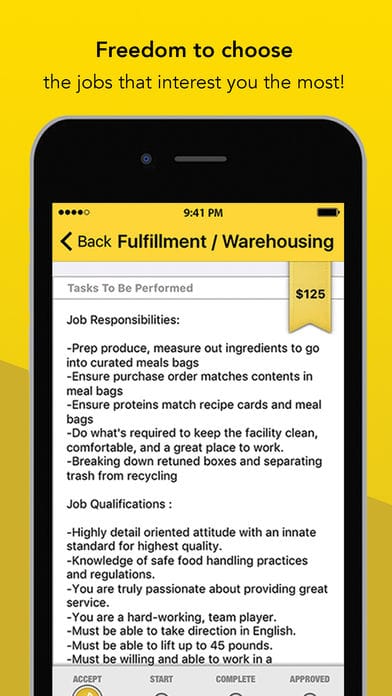 Freedom to choose
the jobs that interest you the most!
9:41 PM
Back Fulfillment / Warehousing
Tasks To Be Performed
$125
Job Responsibilities:
-Prep produce, measure out ingredients to go
into curated meals bags
-Ensure purchase order matches contents in
meal bags
-Ensure proteins match recipe cards and meal
bags
-Do what's required to keep the facility clean,
comfortable, and a great place to work.
-Breaking down retuned boxes and separating
trash from recycling
Job Qualifications :
-Highly detail oriented attitude with an innate
standard for highest quality.
-Knowledge of safe food handling practices
and regulations.
-You are truly passionate about providing great
service.
-You are a hard-working, team player.
-Must be able to take direction in English.
-Must be able to lift up to 45 pounds.
-Must be willing and able to work in a
ACCEPT START COMPLETE APPROVED